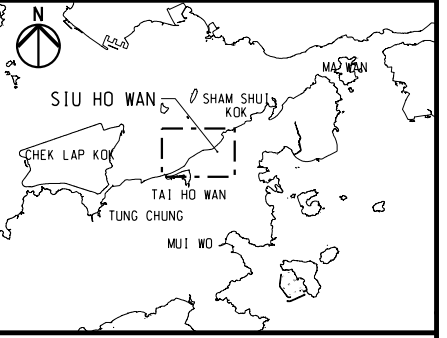 N
MA WAN
SIU HO WAN
SHAM SHUI
KOK
CHEK LAP KOK
TAI HO WAN
TUNG CHUNG
MUI WO